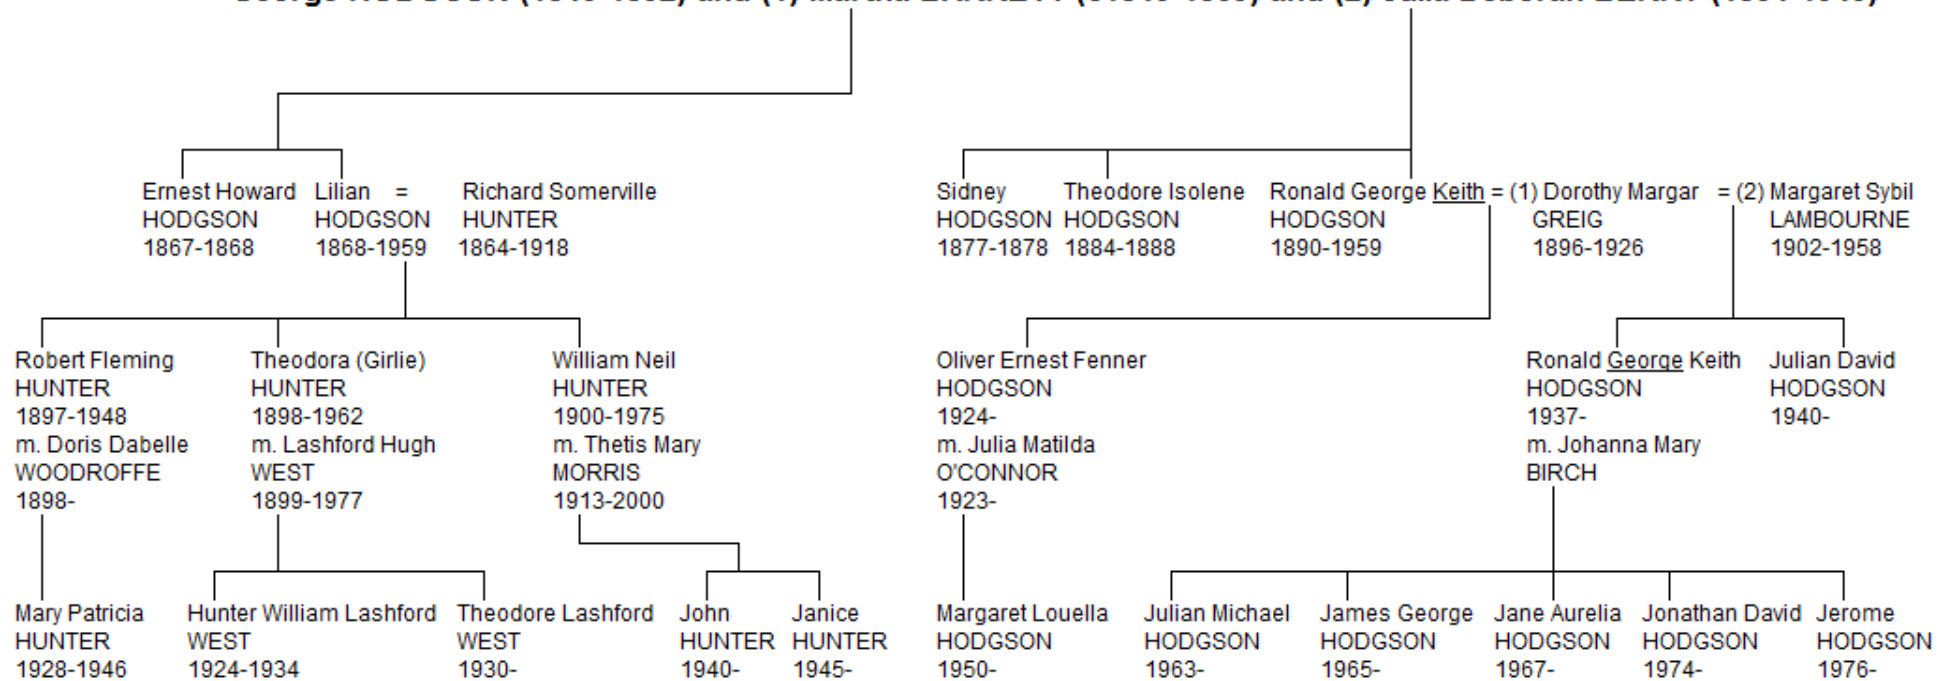 and (1)
and (2)
Ernest Howard
HODGSON
1867-1868
Lilian =
HODGSON
1868-1959
Richard Somerville
HUNTER
1864-1918
Sidney
HODGSON
1877-1878
Theodore Isolene
HODGSON
1884-1888
Ronald George Keith = (1) Dorothy Margar = (2) Margaret Sybil
HODGSON
1890-1959
GREIG
1896-1926
LAMBOURNE
1902-1958
Robert Fleming
HUNTER
1897-1948
m. Doris Dabelle
WOODROFFE
1898-
Theodora (Girlie)
HUNTER
1898-1962
m. Lashford Hugh
WEST
1899-1977
William Neil
HUNTER
1900-1975
m. Thetis Mary
MORRIS
1913-2000
Oliver Ernest Fenner
HODGSON
1924-
m. Julia Matilda
O'CONNOR
1923-
Ronald George Keith
HODGSON
1937-
m. Johanna Mary
BIRCH
Julian David
HODGSON
1940-
Mary Patricia
HUNTER
1928-1946
Hunter William Lashford
WEST
1924-1934
Theodore Lashford
WEST
1930-
John
HUNTER
1940-
Janice
HUNTER
1945-
Margaret Louella
HODGSON
1950-
Julian Michael
HODGSON
1963-
James George
HODGSON
1965-
Jane Aurelia
HODGSON
1967-
Jonathan David
HODGSON
1974-
Jerome
HODGSON
1976-